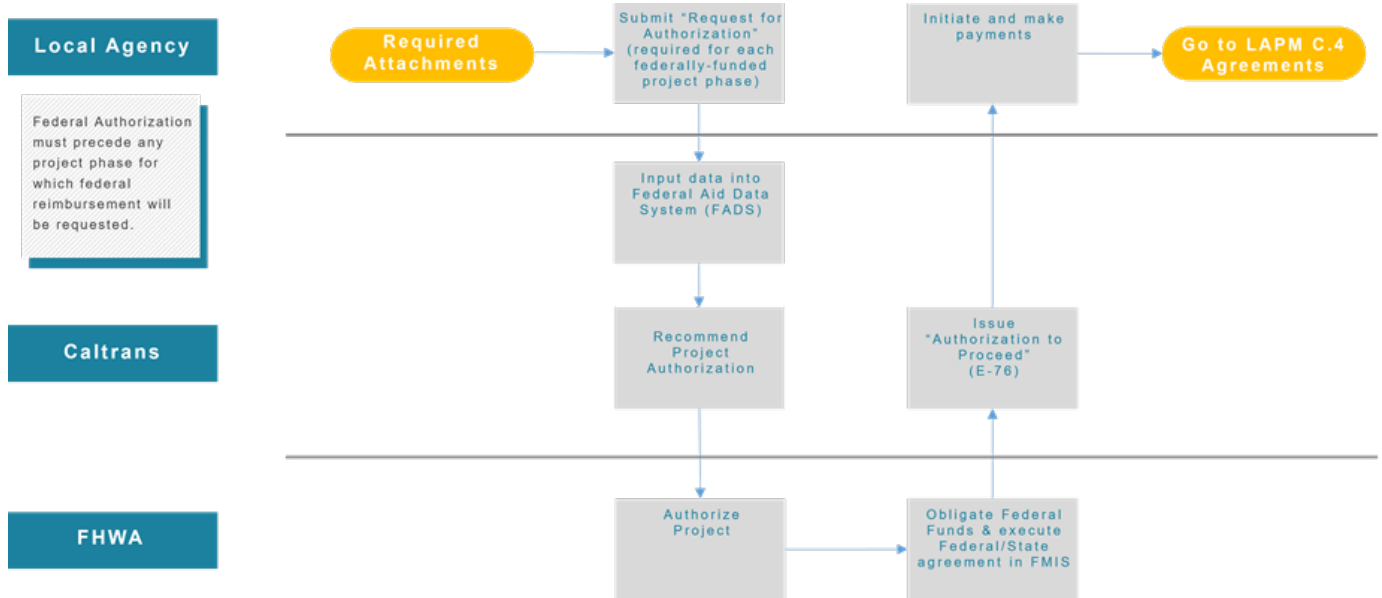 Local Agency
Required
Attachments
Submit “Request for
Authorization”
(required for each
federally-funded
project phase)
Initiate and make
payments
Go to LAPM C.4
Agreements
Federal Authorization
must precede any
project phase for
which federal
reimbursement will
be requested.
Input data into
Federal Aid Data
System (FADS)
Caltrans
Recommend
Project
Authorization
Issue
“Authorization to
Proceed”
(E-76)
FHWA
Authorize
Project
Obligate Federal
Funds & execute
Federal/State
agreement in FMIS